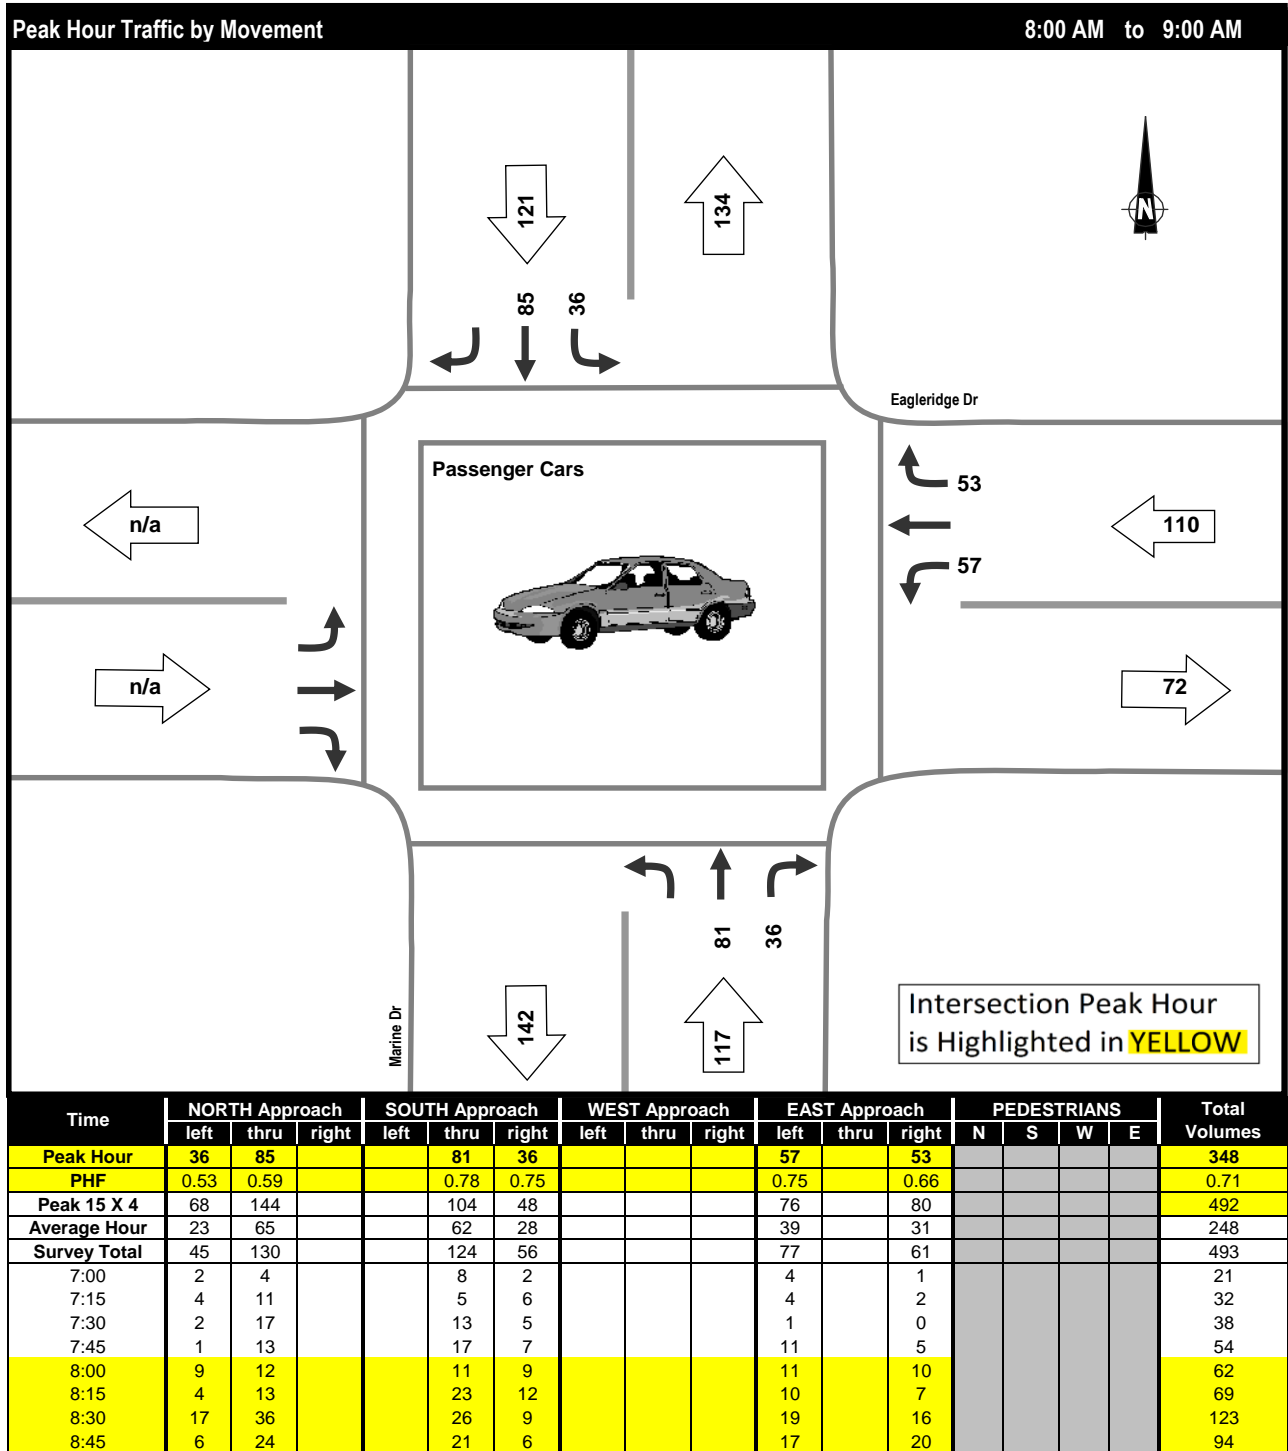 Peak Hour Traffic by Movement 8:00 AM to 9:00 AM
N
121
134
85 36
Eagleridge Dr
Passenger Cars
53
n/a
110
57
n/a
72
81 36
Marine Dr
142
117
Intersection Peak Hour
is Highlighted in YELLOW
Time NORTH Approach SOUTH Approach WEST Approach EAST Approach PEDESTRIANS Total
left thru right left thru right left thru right left thru right N S W E Volumes
Peak Hour 36 85 81 36 57 53 348
PHF 0.53 0.59 0.78 0.75 0.75 0.66 0.71
Peak 15 X 4 68 144 104 48 76 80 492
Average Hour 23 65 62 28 39 31 248
Survey Total 45 130 124 56 77 61 493
7:00 2 4 8 2 4 1 21
7:15 4 11 5 6 4 2 32
7:30 2 17 13 5 1 0 38
7:45 1 13 17 7 11 5 54
8:00 9 12 11 9 11 10 62
8:15 4 13 23 12 10 7 69
8:30 17 36 26 9 19 16 123
8:45 6 24 21 6 17 20 94